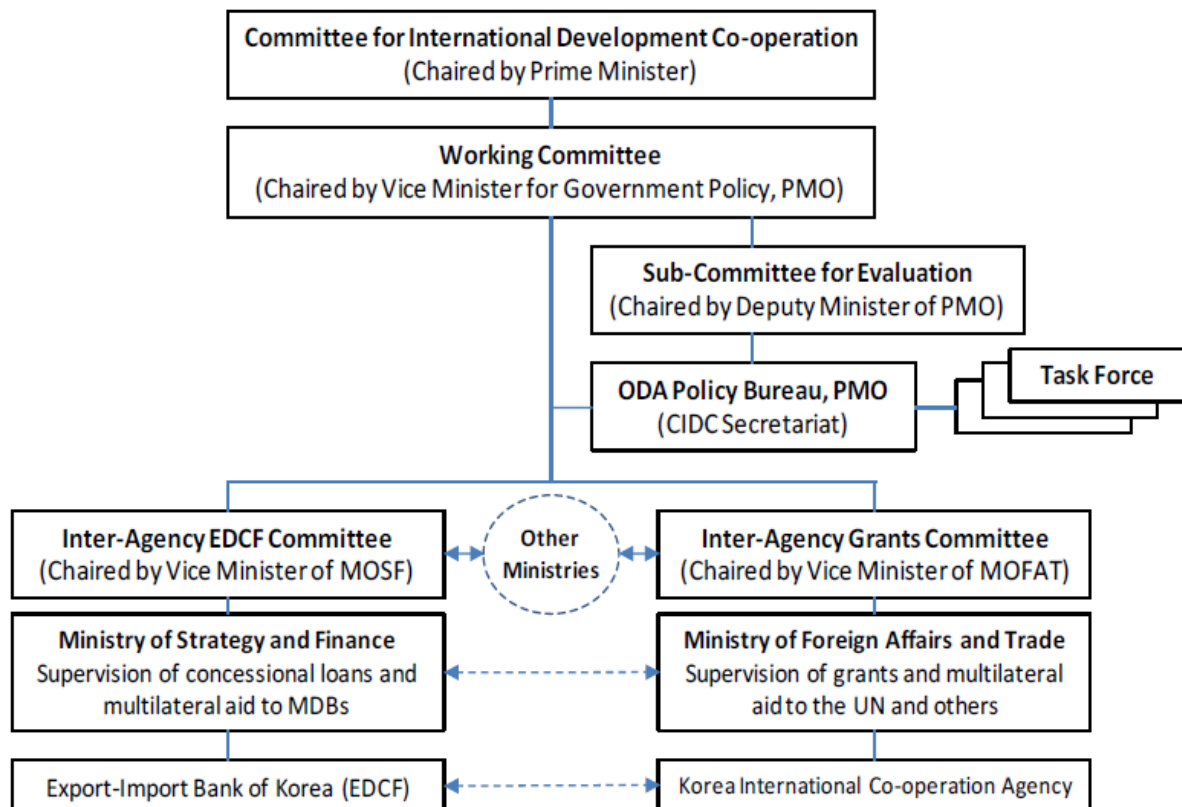 Committee for International Development Co-operation
(Chaired by Prime Minister)
Working Committee
(Chaired by Vice Minister for Government Policy, PMO)
Sub-Committee for Evaluation
(Chaired by Deputy Minister of PMO)
ODA Policy Bureau, PMO
(CIDC Secretariat)
Task Force
Inter-Agency EDCF Committee
(Chaired by Vice Minister of MOSF)
Other
Ministries
Inter-Agency Grants Committee
(Chaired by Vice Minister of MOFAT)
Ministry of Strategy and Finance
Supervision of concessional loans and
multilateral aid to MDBs
Ministry of Foreign Affairs and Trade
Supervision of grants and multilateral
aid to the UN and others
Export-Import Bank of Korea (EDCF)
Korea International Co-operation Agency